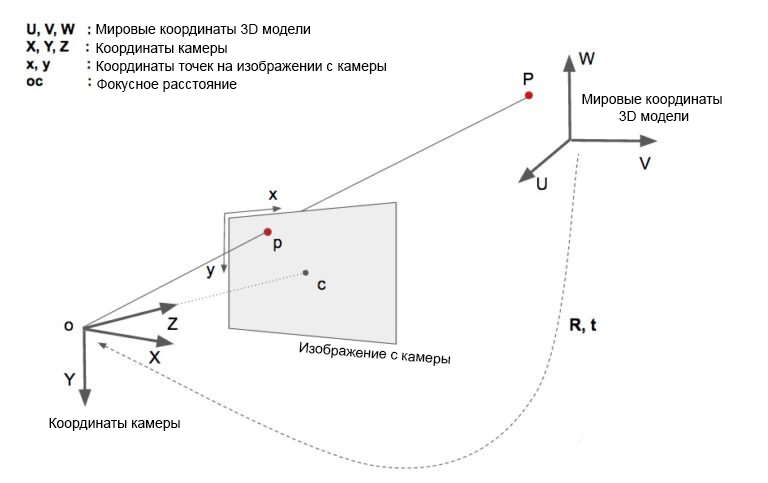 U, V, W : Мировые координаты 3D модели
X, Y, Z : Координаты камеры
x, y : Координаты точек на изображении с камеры
oc : Фокусное расстояние
W
P
Мировые координаты
3D модели
V
U
x
p
y
c
o
Z
X
R, t
Изображение с камеры
Y
Координаты камеры